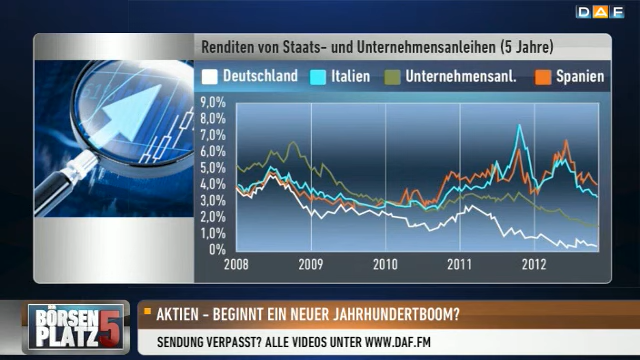 DAF
Renditen von Staats- und Unternehmensanleihen (5 Jahre)
Deutschland Italien Unternehmensanl. Spanien
9,0%
8,0%
7,0%
6,0%
5,0%
4,0%
3,0%
2,0%
1,0%
0%
2008 2009 2010 2011 2012
BÖRSEN
PLATZ 5
AKTIEN - BEGINNT EIN NEUER JAHRHUNDERTBOOM?
SENDUNG VERPASST? ALLE VIDEOS UNTER WWW.DAF.FM